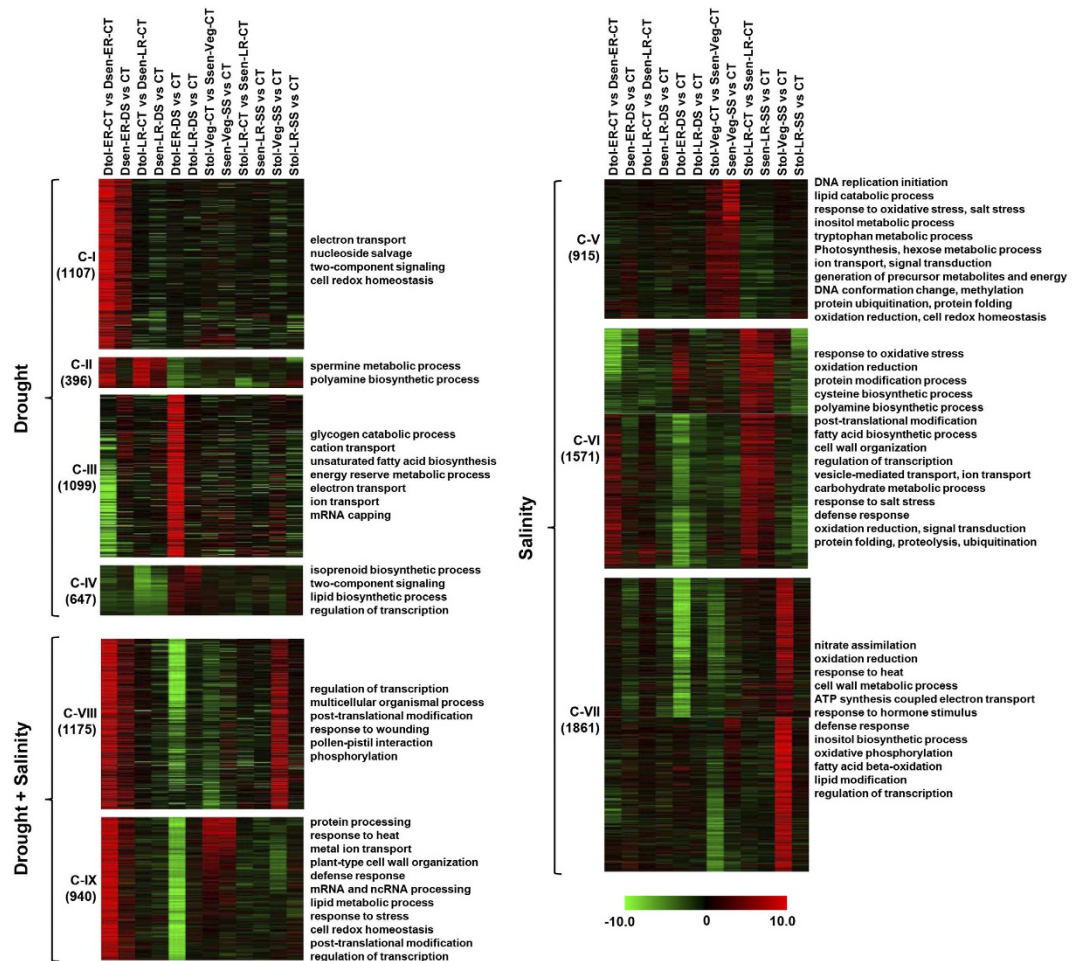 Dtol-ER-CT vs Dsen-ER-CT
Dsen-ER-DS vs CT
Dtol-LR-CT vs Dsen-LR-CT
Dsen-LR-DS vs CT
Dtol-ER-DS vs CT
Dtol-LR-DS vs CT
Stol-Veg-CT vs Ssen-Veg-CT
Ssen-Veg-SS vs CT
Stol-LR-CT vs Ssen-LR-CT
Ssen-LR-SS vs CT
Stol-Veg-SS vs CT
Stol-LR-SS vs CT
Drought
C-I
(1107)
electron transport
nucleoside salvage
two-component signaling
cell redox homeostasis
C-II
(396)
spermine metabolic process
polyamine biosynthetic process
C-III
(1099)
glycogen catabolic process
cation transport
unsaturated fatty acid biosynthesis
energy reserve metabolic process
electron transport
ion transport
mRNA capping
C-IV
(647)
isoprenoid biosynthetic process
two-component signaling
lipid biosynthetic process
regulation of transcription
Drought + Salinity
C-VIII
(1175)
regulation of transcription
multicellular organismal process
post-translational modification
response to wounding
pollen-pistil interaction
phosphorylation
C-IX
(940)
protein processing
response to heat
metal ion transport
plant-type cell wall organization
defense response
mRNA and ncRNA processing
lipid metabolic process
response to stress
cell redox homeostasis
post-translational modification
regulation of transcription
Dtol-ER-CT vs Dsen-ER-CT
Dsen-ER-DS vs CT
Dtol-LR-CT vs Dsen-LR-CT
Dsen-LR-DS vs CT
Dtol-ER-DS vs CT
Dtol-LR-DS vs CT
Stol-Veg-CT vs Ssen-Veg-CT
Ssen-Veg-SS vs CT
Stol-LR-CT vs Ssen-LR-CT
Ssen-LR-SS vs CT
Stol-Veg-SS vs CT
Stol-LR-SS vs CT
Salinity
C-V
(915)
DNA replication initiation
lipid catabolic process
response to oxidative stress, salt stress
inositol metabolic process
tryptophan metabolic process
Photosynthesis, hexose metabolic process
ion transport, signal transduction
generation of precursor metabolites and energy
DNA conformation change, methylation
protein ubiquitination, protein folding
oxidation reduction, cell redox homeostasis
C-VI
(1571)
response to oxidative stress
oxidation reduction
protein modification process
cysteine biosynthetic process
polyamine biosynthetic process
post-translational modification
fatty acid biosynthetic process
cell wall organization
regulation of transcription
vesicle-mediated transport, ion transport
carbohydrate metabolic process
response to salt stress
defense response
oxidation reduction, signal transduction
protein folding, proteolysis, ubiquitination
C-VII
(1861)
nitrate assimilation
oxidation reduction
response to heat
cell wall metabolic process
ATP synthesis coupled electron transport
response to hormone stimulus
defense response
inositol biosynthetic process
oxidative phosphorylation
fatty acid beta-oxidation
lipid modification
regulation of transcription
-10.0 0 10.0